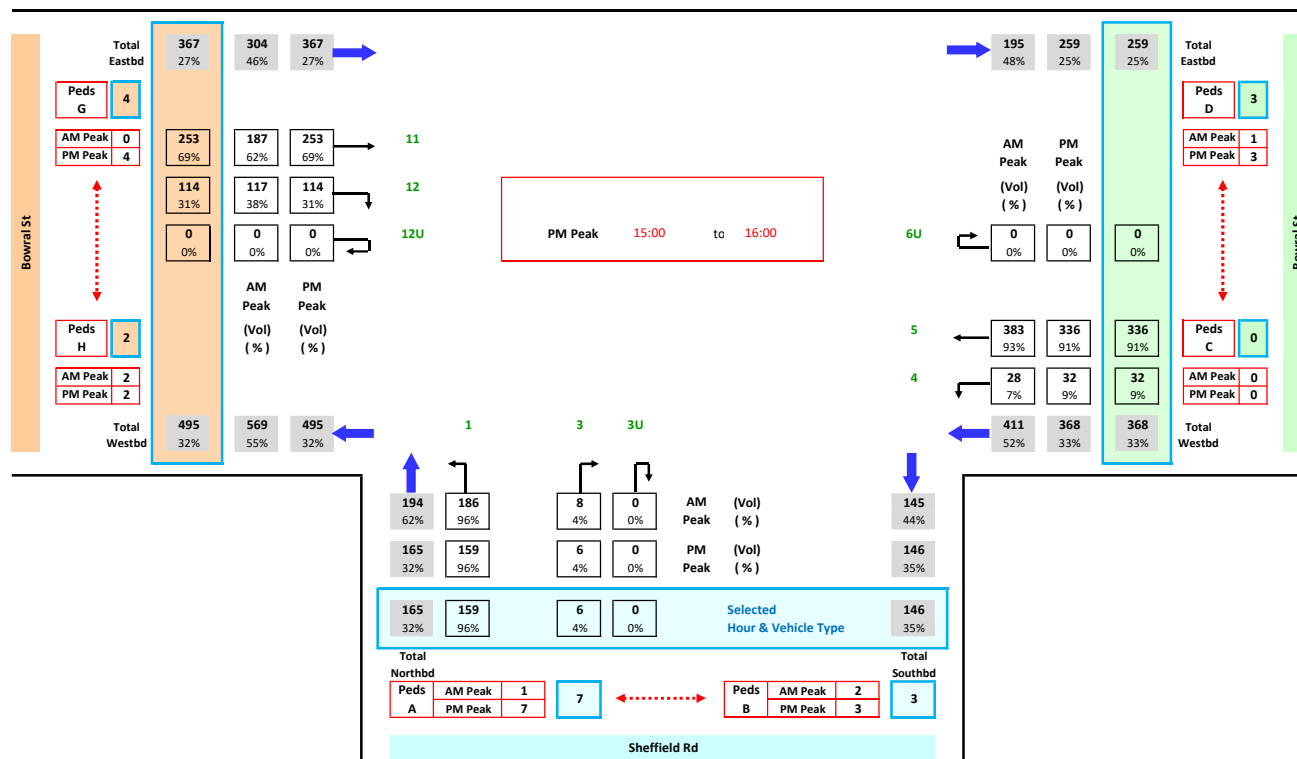 Total
Eastbd
367
27%
304
46%
367
27%
195
48%
259
25%
259
25%
Total
Eastbd
Peds
G
4
AM Peak 0
PM Peak 4
253
69%
187
62%
253
69%
11
114
31%
117
38%
114
31%
12
0
0%
0
0%
0
0%
12U
AM
Peak
(Vol)
( % )
PM
Peak
(Vol)
( % )
Bowral St
Peds
H
2
AM Peak 2
PM Peak 2
Total
Westbd
495
32%
569
55%
495
32%
PM Peak 15:00 to 16:00
AM
Peak
(Vol)
( % )
PM
Peak
(Vol)
( % )
Peds
D
3
AM Peak 1
PM Peak 3
6U
0
0%
0
0%
0
0%
5
383
93%
336
91%
336
91%
4
28
7%
32
9%
32
9%
Peds
C
0
AM Peak 0
PM Peak 0
411
52%
368
33%
368
33%
Total
Westbd
Bowral St
1 3 3U
194
62%
186
96%
8
4%
0
0%
AM (Vol)
Peak ( % )
145
44%
165
32%
159
96%
6
4%
0
0%
PM (Vol)
Peak ( % )
146
35%
165
32%
159
96%
6
4%
0
0%
Selected
Hour & Vehicle Type
146
35%
Total
Northbd
Total
Southbd
Peds
A
AM Peak 1
PM Peak 7
7
Peds
B
AM Peak 2
PM Peak 3
3
Sheffield Rd